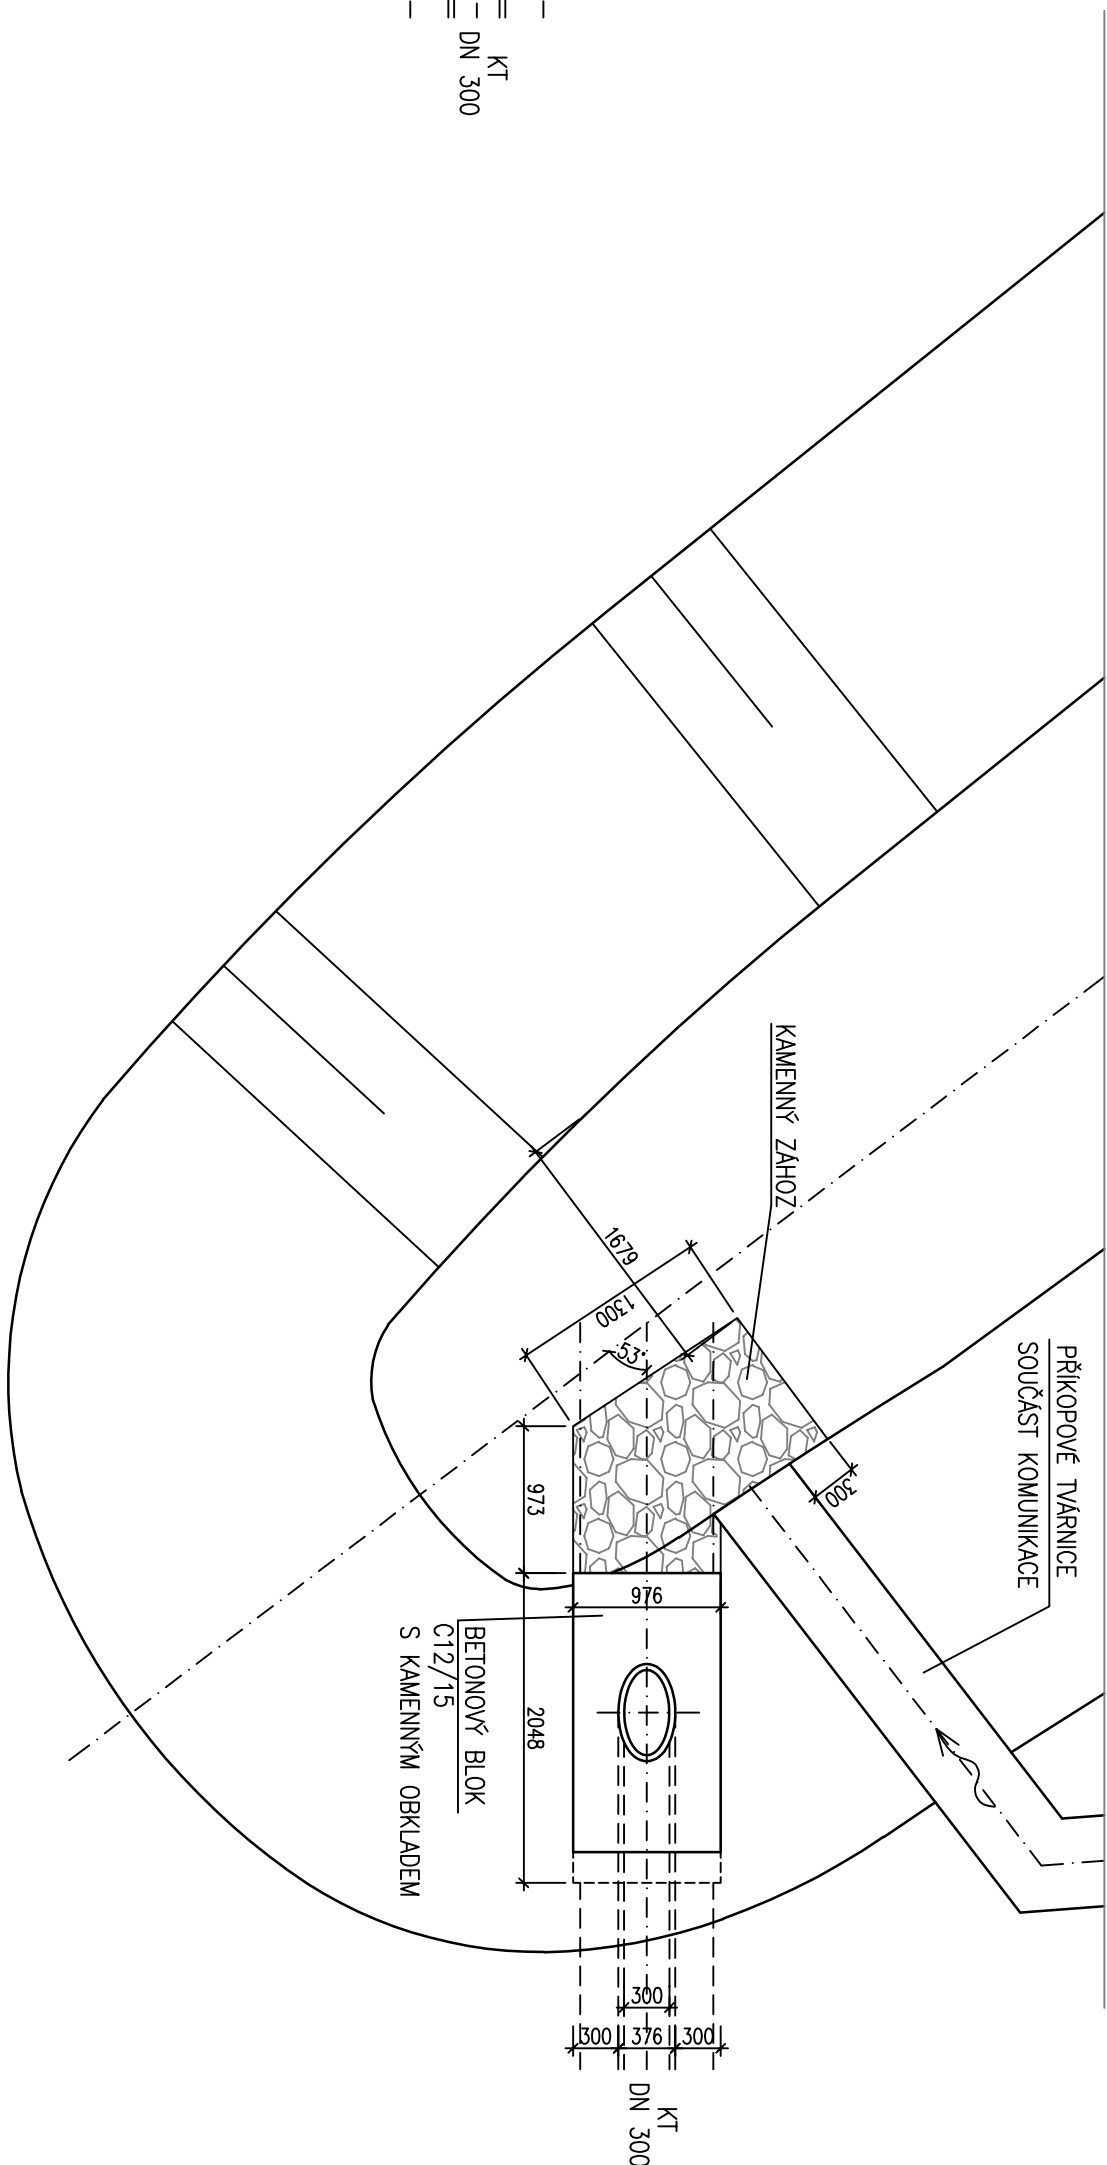 KT
DN 300
KAMENNÝ ZÁHOZ
PŘÍKOPOVÉ TVÁRNICE
SOUČÁST KOMUNIKACE
1679
1300
53°
300
973
976
2048
BETONOVÝ BLOK
C12/15
S KAMENNÝM OBKLADEM
300
300
376
300
KT
DN 300